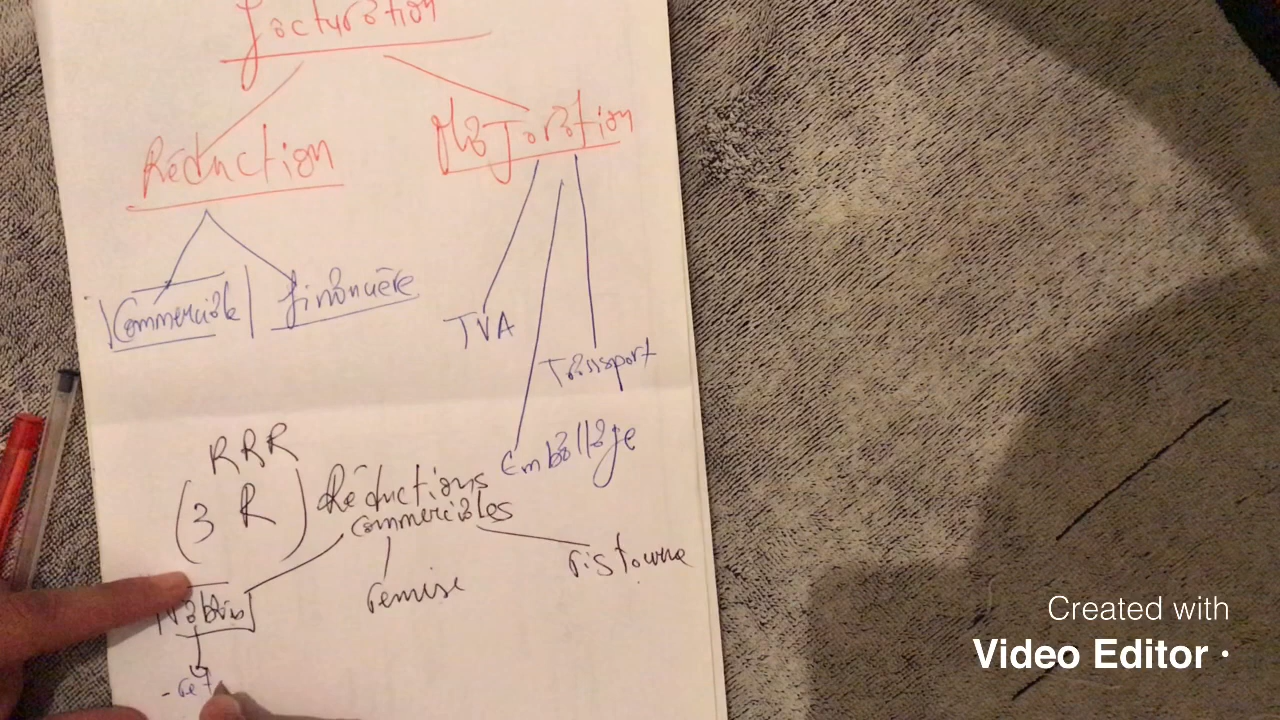 Facturation
Réduction
Majoration
Commerciale
financière
TVA
Transport
Emballage
RRR
(3 R)
Réductions
commerciales
Rabais
remise
ristourne
Created with
Video Editor